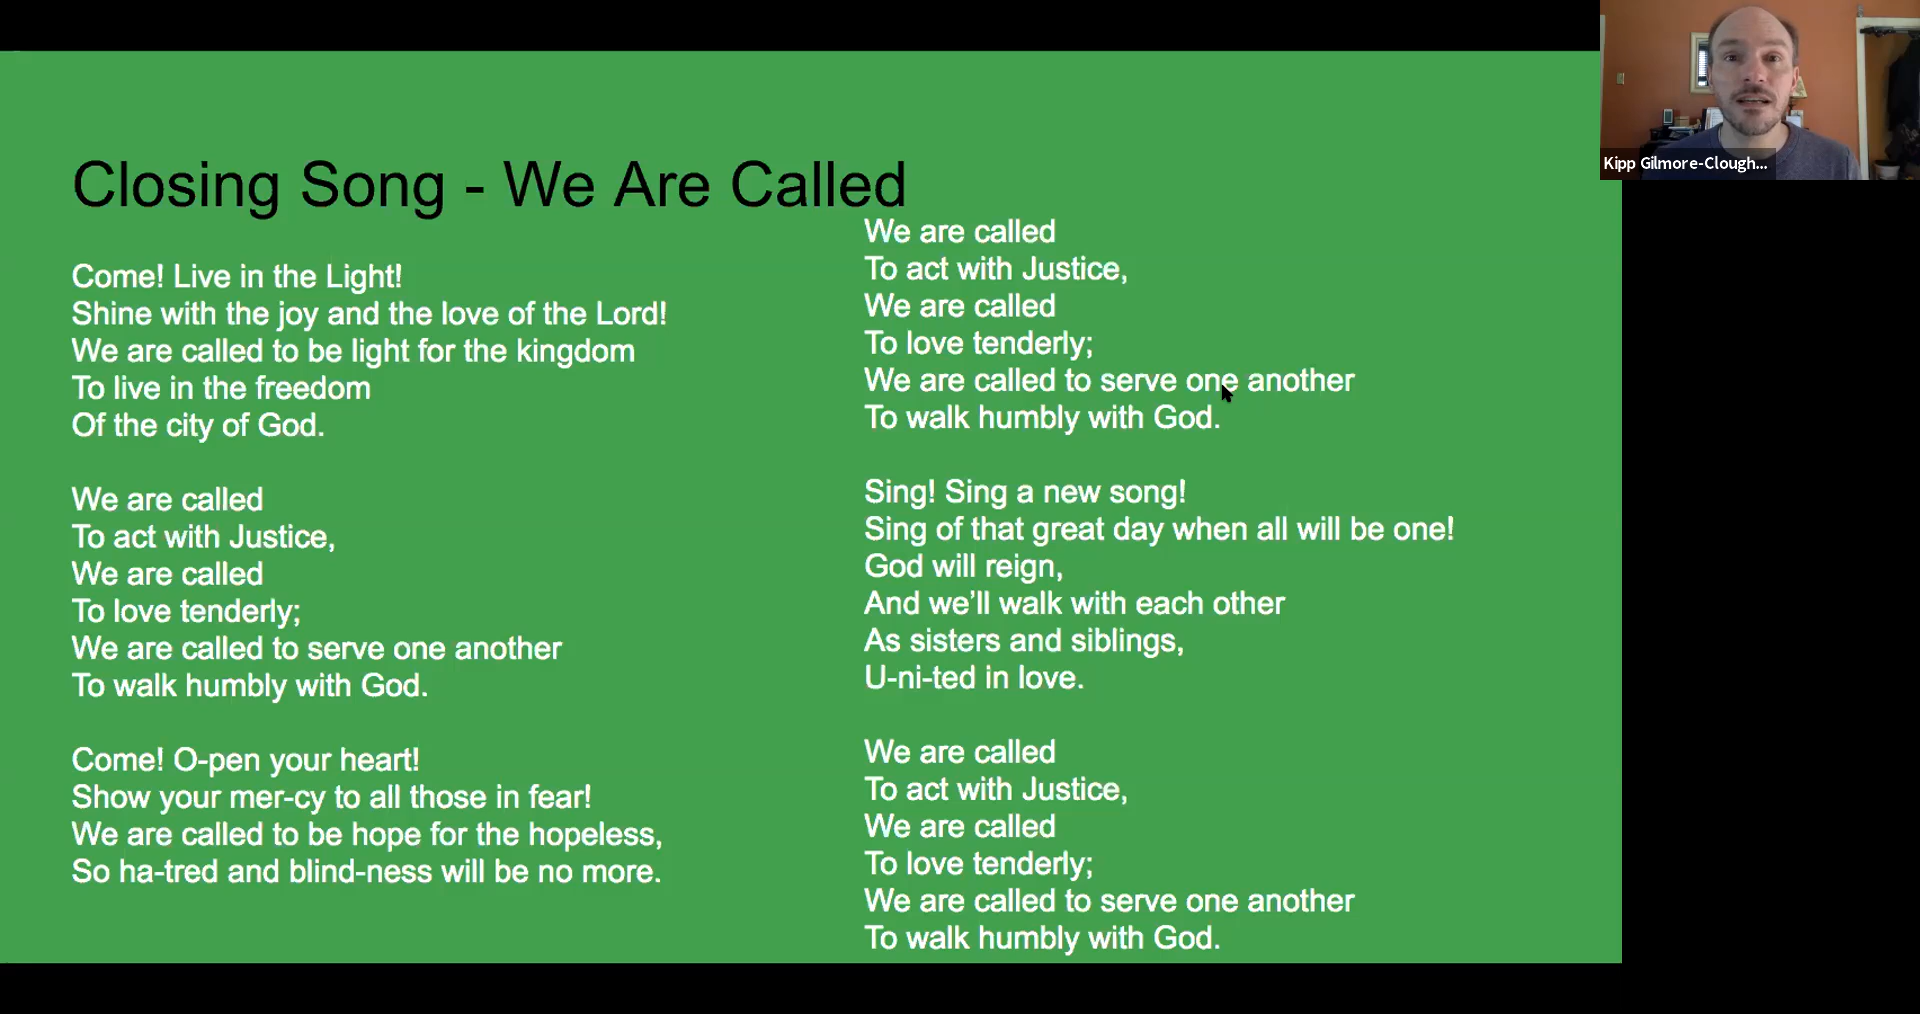 Closing Song - We Are Called
Come! Live in the Light!
Shine with the joy and the love of the Lord!
We are called to be light for the kingdom
To live in the freedom
Of the city of God.
We are called
To act with Justice,
We are called
To love tenderly;
We are called to serve one another
To walk humbly with God.
Come! O-pen your heart!
Show your mer-cy to all those in fear!
We are called to be hope for the hopeless,
So ha-tred and blind-ness will be no more.
We are called
To act with Justice,
We are called
To love tenderly;
We are called to serve one another
To walk humbly with God.
Sing! Sing a new song!
Sing of that great day when all will be one!
God will reign,
And we’ll walk with each other
As sisters and siblings,
U-ni-ted in love.
We are called
To act with Justice,
We are called
To love tenderly;
We are called to serve one another
To walk humbly with God.
Kipp Gilmore-Clough...